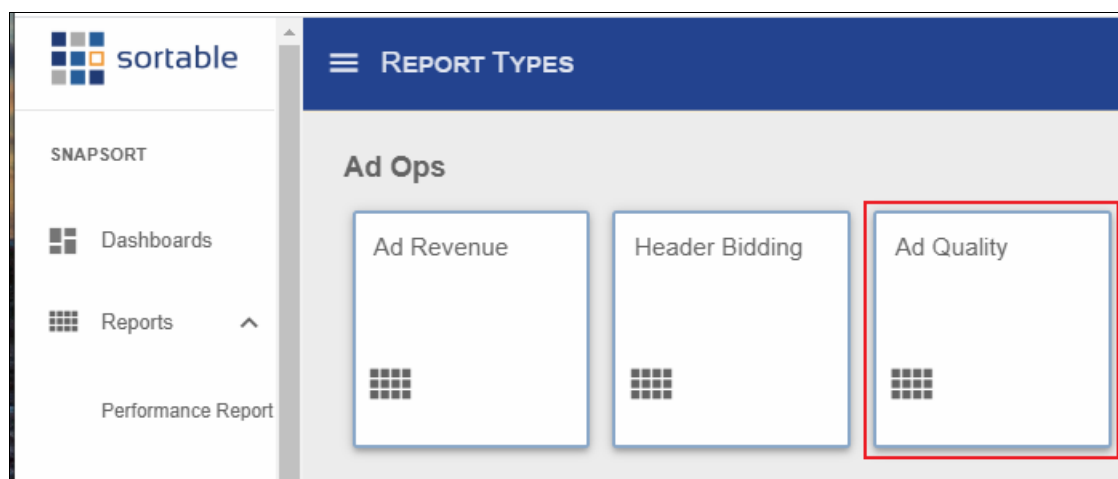 sortable
REPORT TYPES
SNAPSORT
Ad Ops
Dashboards
Ad Revenue
Header Bidding
Ad Quality
Reports
Performance Report